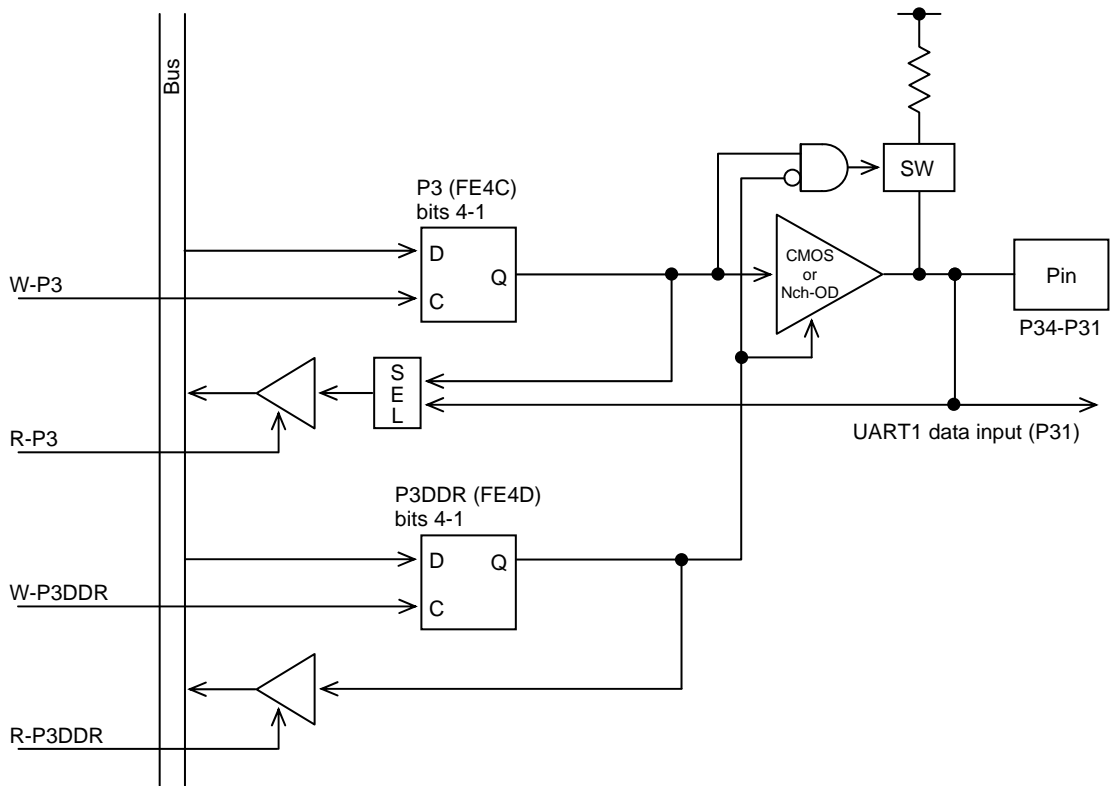 Bus
SW
P3 (FE4C)
bits 4-1
D
Q
C
CMOS
or
Nch-OD
Pin
P34-P31
W-P3
S
E
L
R-P3
UART1 data input (P31)
P3DDR (FE4D)
bits 4-1
D
Q
C
W-P3DDR
R-P3DDR